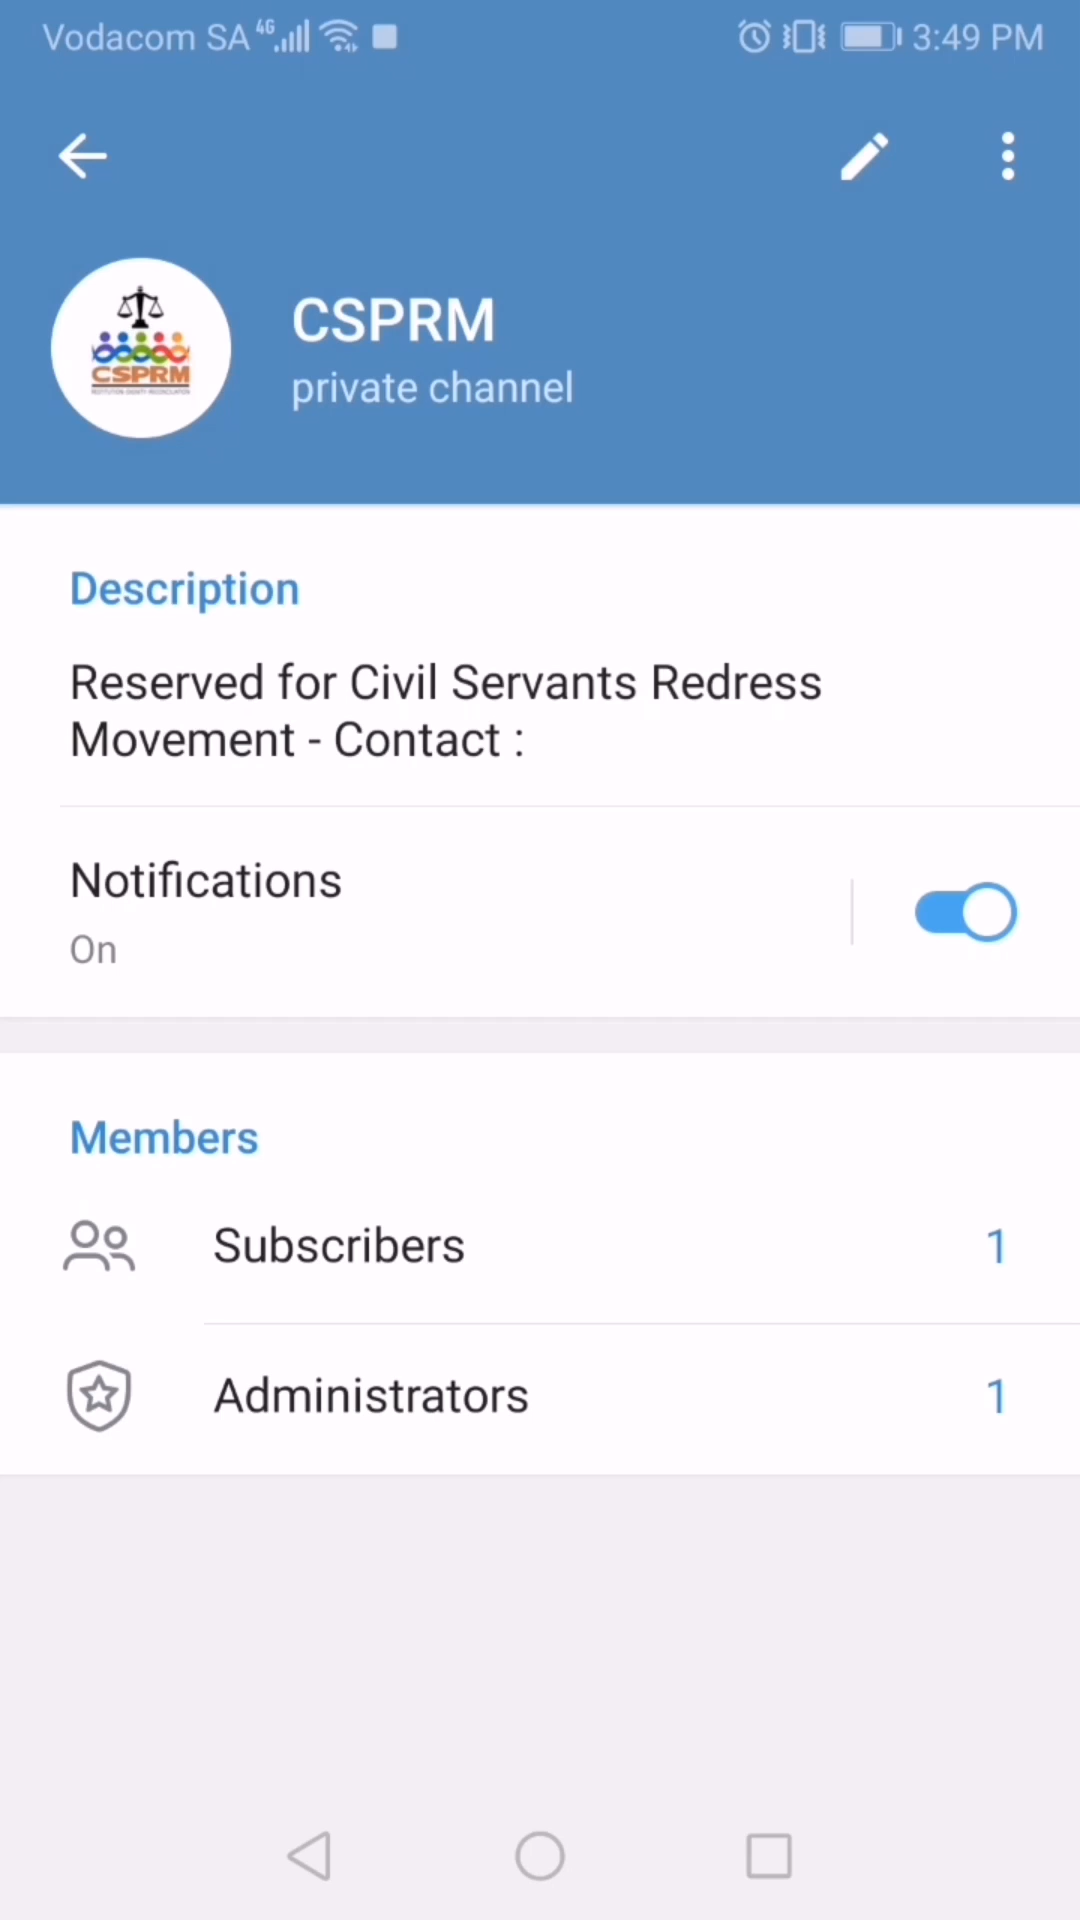 Vodacom SA 4G 3:49 PM
CSPRM
CSPRM
private channel
Description
Reserved for Civil Servants Redress
Movement - Contact :
Notifications
On
Members
Subscribers 1
Administrators 1